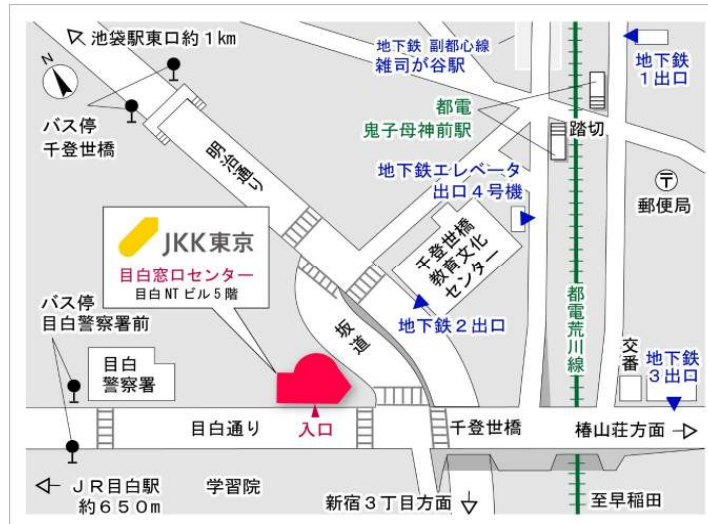 池袋駅東口約1km
N
バス停
千登世橋
明治通り
地下鉄 副都心線
雑司が谷駅
地下鉄
1出口
都電
鬼子母神前駅
踏切
地下鉄エレベータ
出口4号機
〒
郵便局
JKK東京
目白窓口センター
目白NTビル5階
千登世橋
教育文化
センター
地下鉄2出口
坂道
都電荒川線
バス停
目白警察署前
目白
警察署
交番
地下鉄
3出口
目白通り
入口
千登世橋
椿山荘方面
JR目白駅
約650m
学習院
新宿3丁目方面
至早稲田